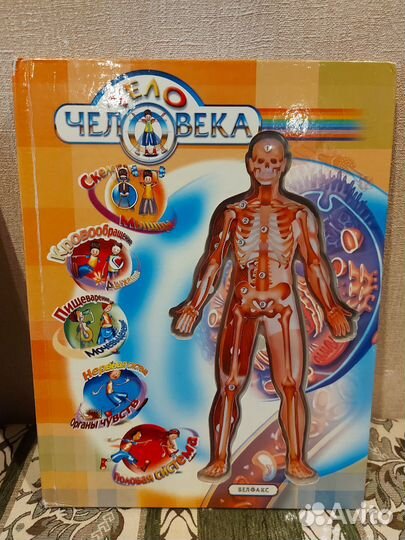 ТЕЛО
ЧЕЛОВЕКА
Скелет
Мышцы
Кровообращение
Дыхание
Пищеварение
Мочевыделение
Нервная система
Органы чувств
Половая система
БЕЛФАКС
Avito